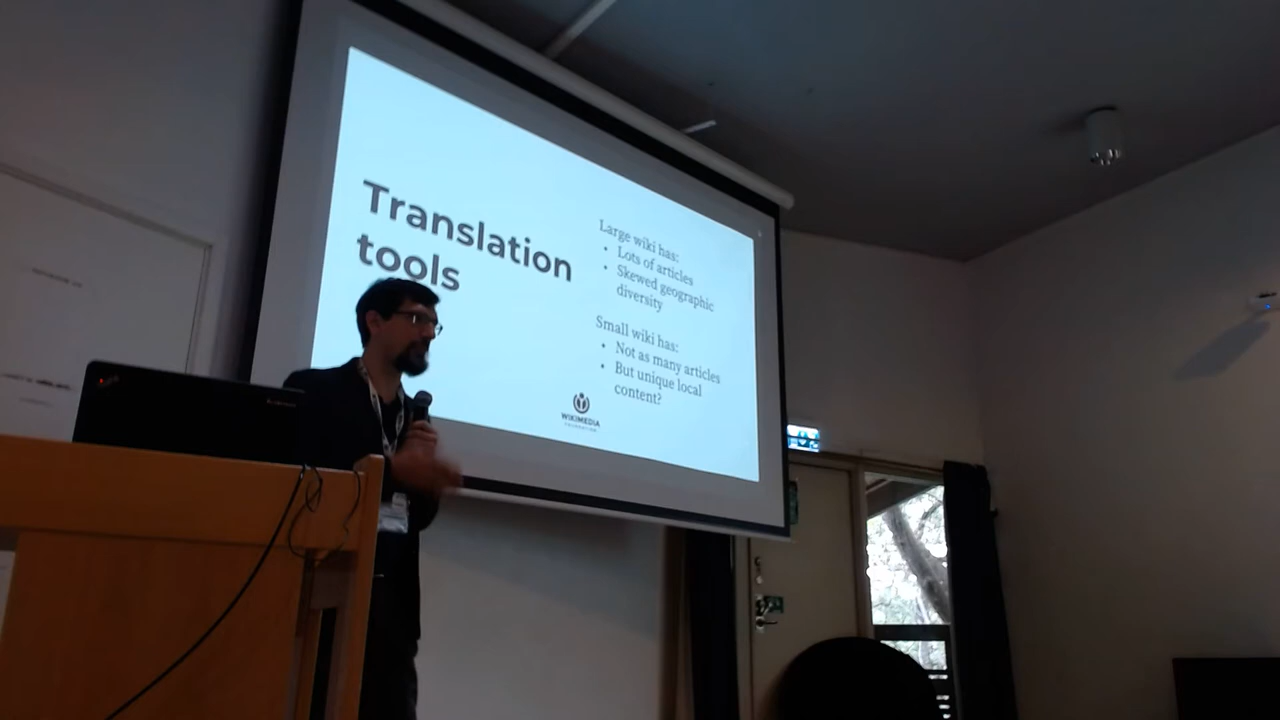 Translation
tools
Large wiki has:
• Lots of articles
• Skewed geographic
diversity
Small wiki has:
• Not as many articles
• But unique local
content?
WIKIMEDIA
FOUNDATION